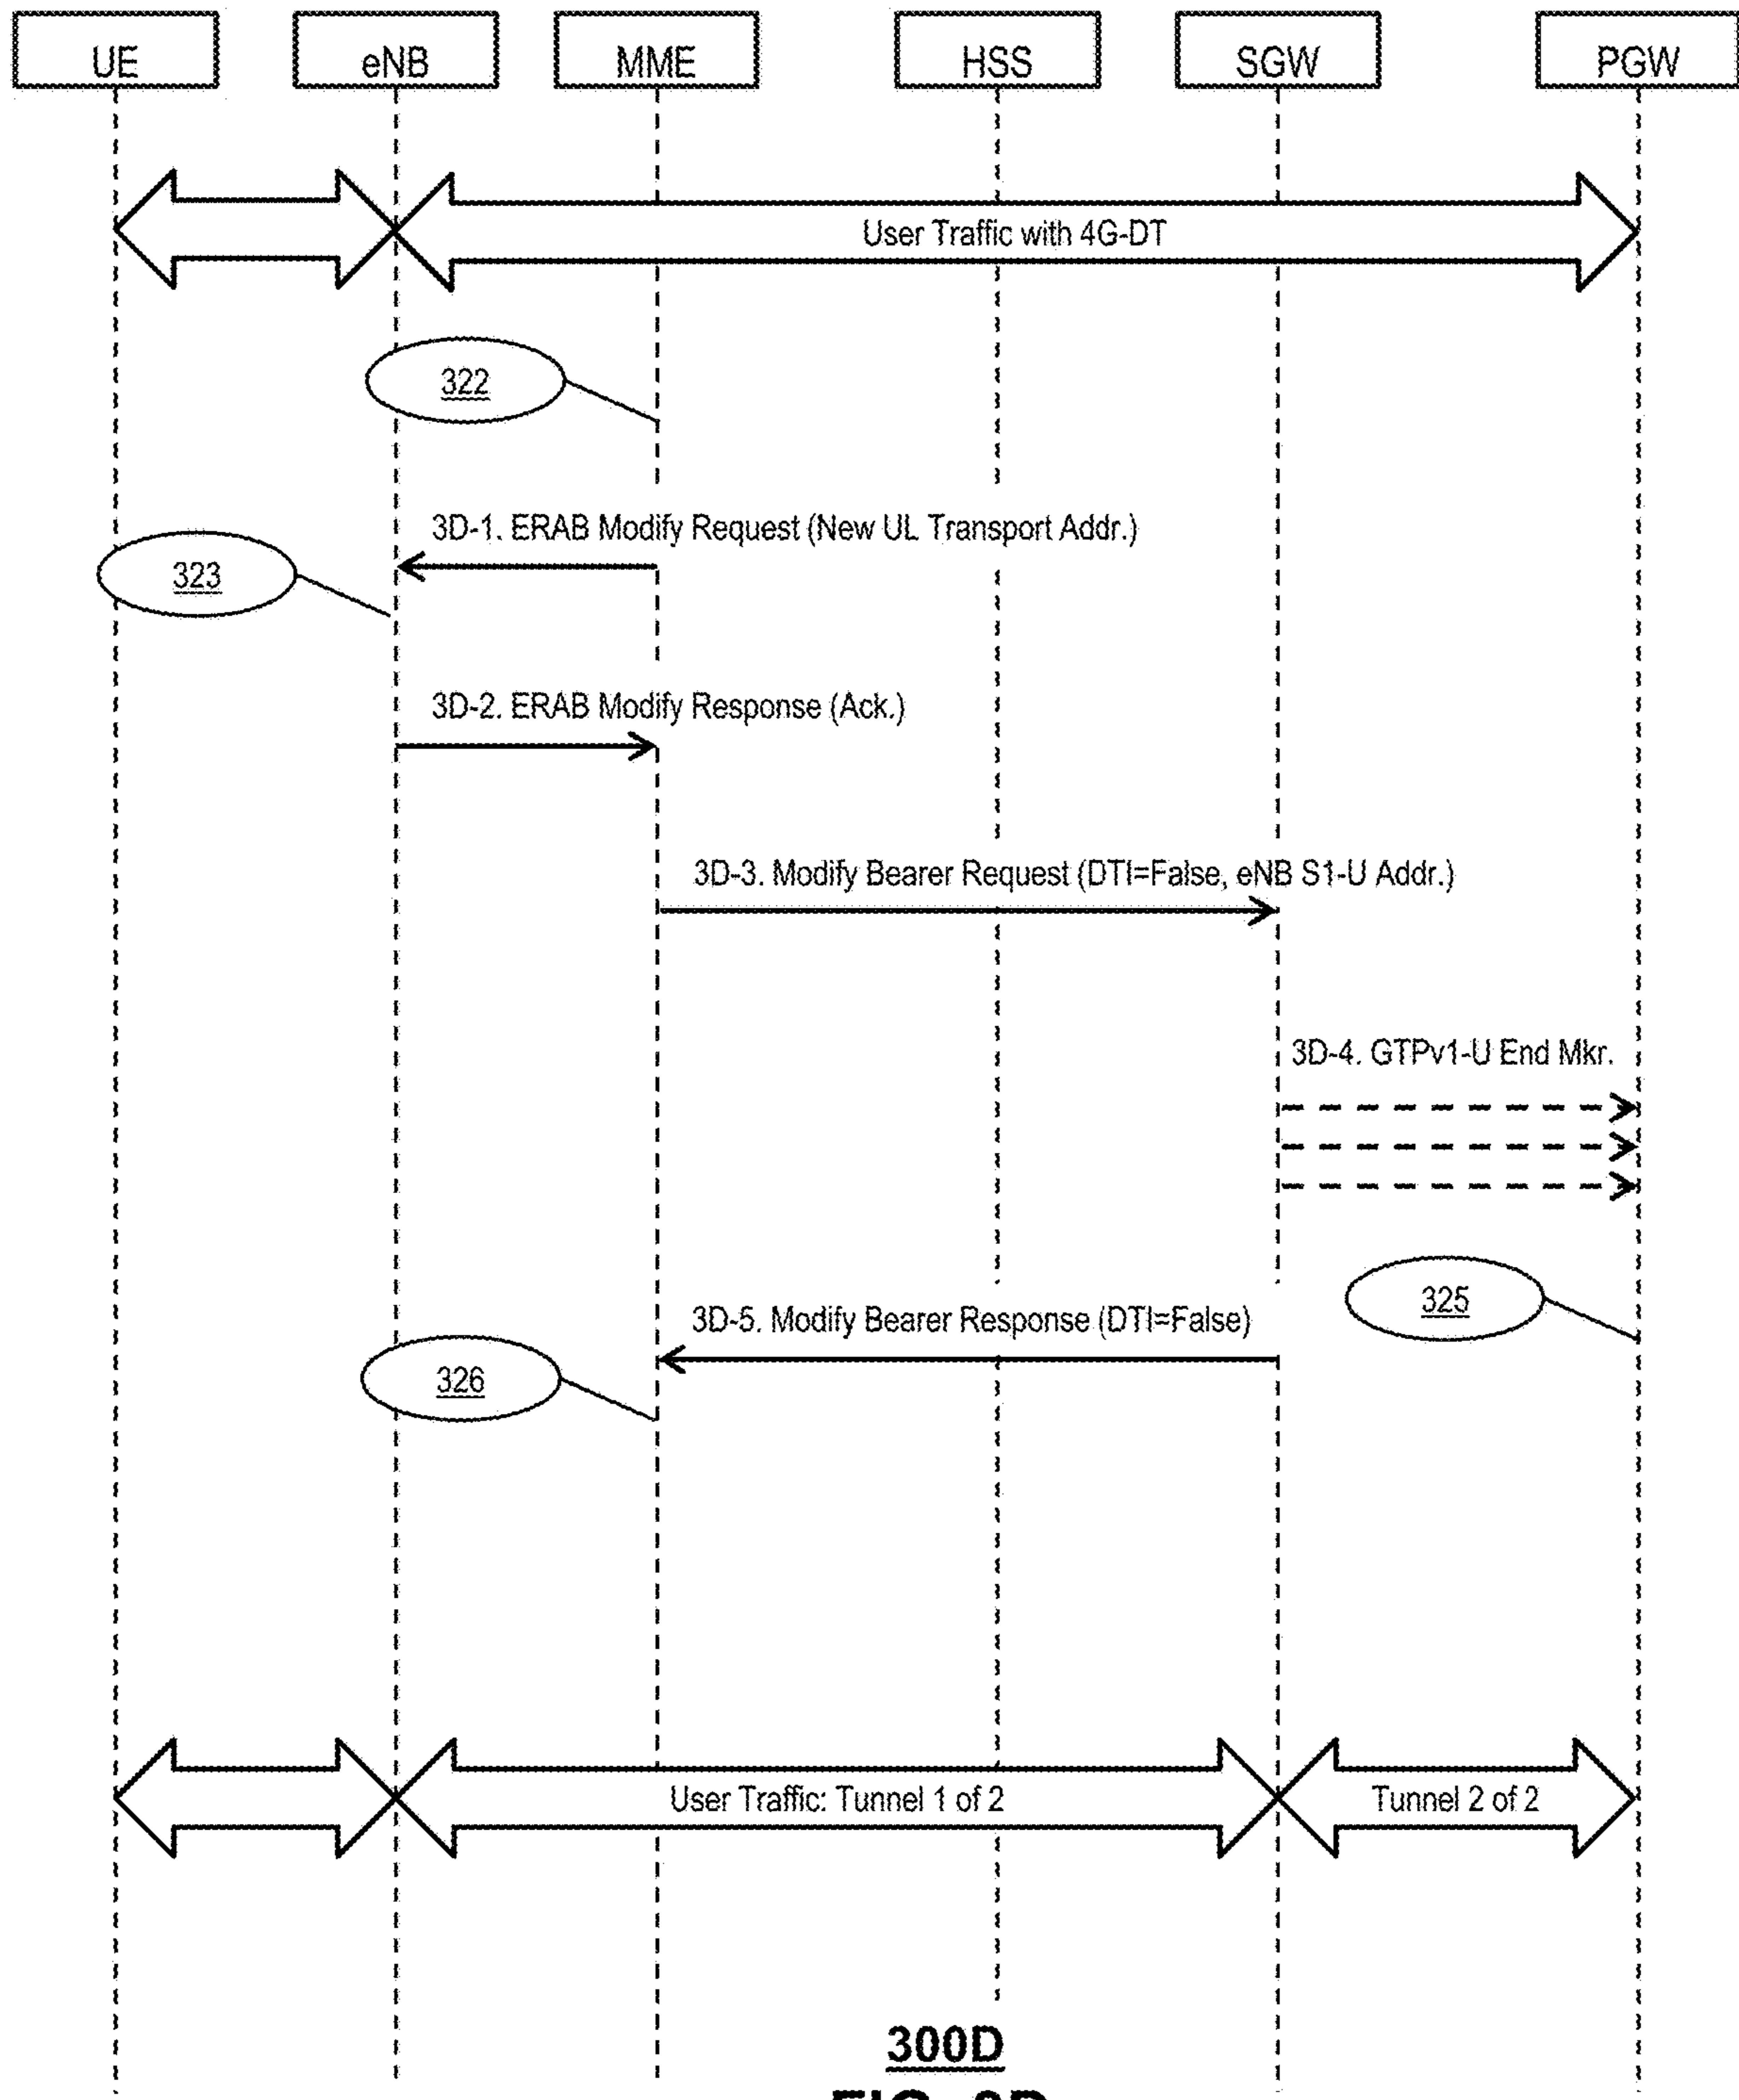 UE eNB MME HSS SGW PGW
User Traffic with 4G-DT
322
3D-1. ERAB Modify Request (New UL Transport Addr.)
323
3D-2. ERAB Modify Response (Ack.)
3D-3. Modify Bearer Request (DTI=False, eNB S1-U Addr.)
3D-4. GTPv1-U End Mkr.
325
3D-5. Modify Bearer Response (DTI=False)
326
User Traffic: Tunnel 1 of 2 Tunnel 2 of 2
300D